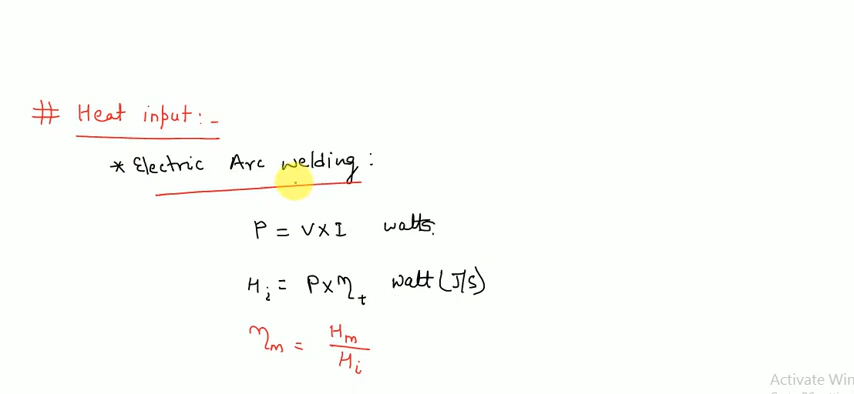 # Heat input:-
* Electric Arc welding:
P = V×I watts.
Hi = P×ηt watt (J/S)
ηm = Hm/Hi
Activate Win